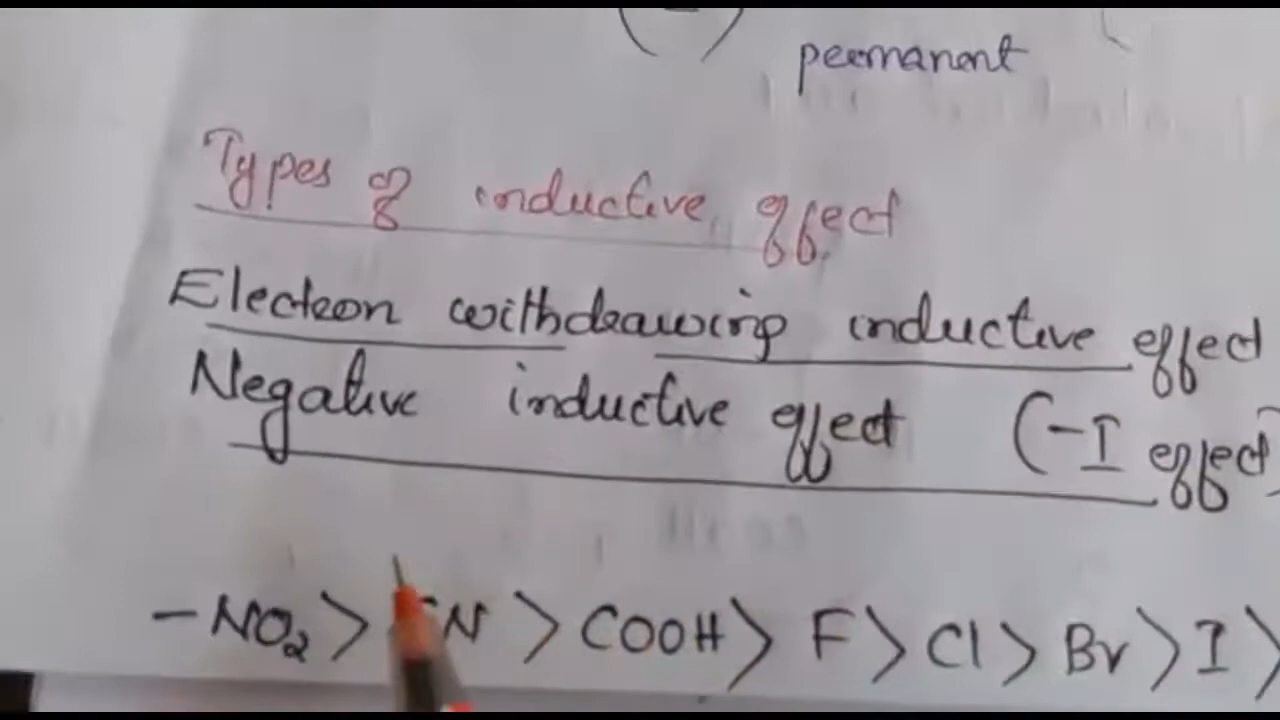 permanent
Types of inductive effect
Electron withdrawing inductive effect
Negative inductive effect (-I effect)
-NO₂ > CN > COOH > F > Cl > Br > I >